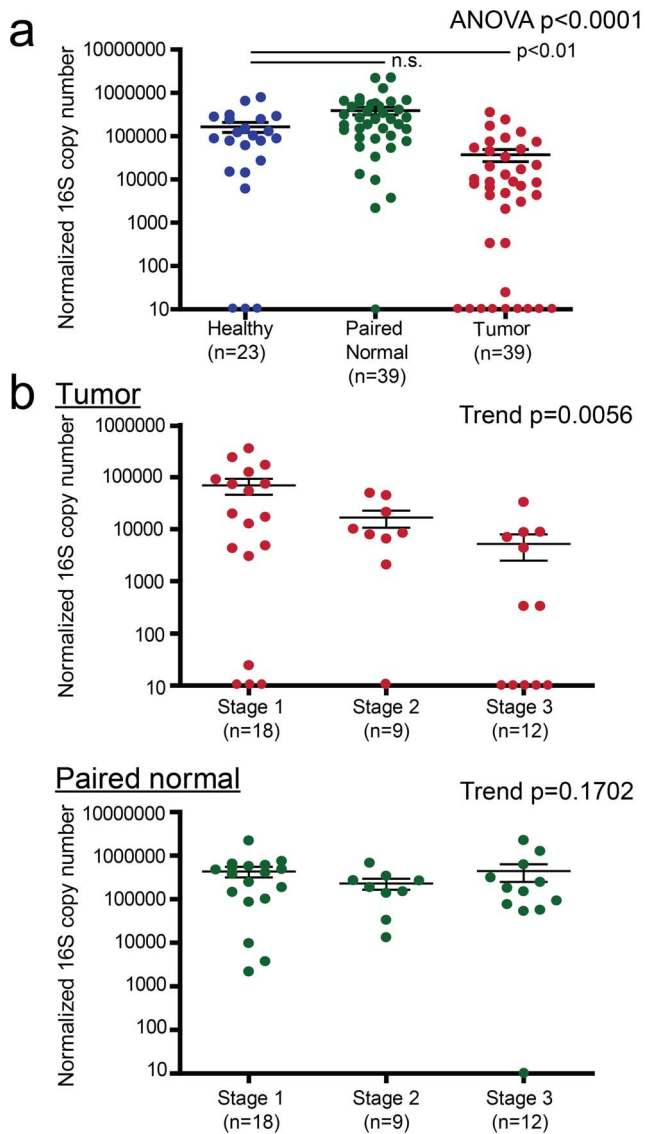 a
ANOVA p<0.0001
p<0.01
n.s.
Normalized 16S copy number
10000000
1000000
100000
10000
1000
100
10
Healthy
(n=23)
Paired
Normal
(n=39)
Tumor
(n=39)
b
Tumor
Trend p=0.0056
Normalized 16S copy number
1000000
100000
10000
1000
100
10
Stage 1
(n=18)
Stage 2
(n=9)
Stage 3
(n=12)
Paired normal
Trend p=0.1702
Normalized 16S copy number
10000000
1000000
100000
10000
1000
100
10
Stage 1
(n=18)
Stage 2
(n=9)
Stage 3
(n=12)